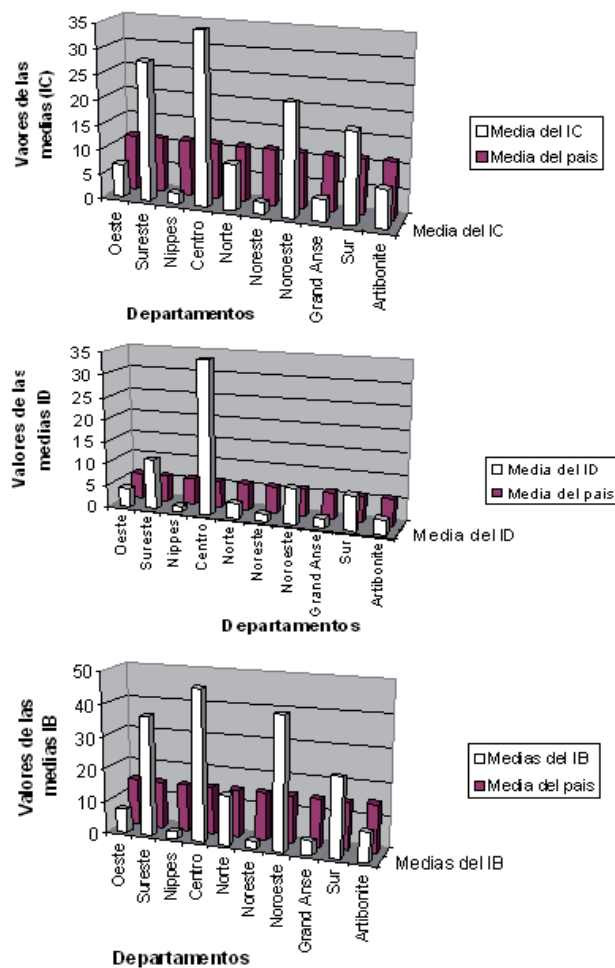 Vaores de las
medias (IC)
35
30
25
20
15
10
5
0
Oeste
Sureste
Nippes
Centro
Norte
Noreste
Noroeste
Grand Anse
Sur
Artibonite
Media del IC
Departamentos
Media del IC
Media del pais
Valores de las
medias ID
35
30
25
20
15
10
5
0
Oeste
Sureste
Nippes
Centro
Norte
Noreste
Noroeste
Grand Anse
Sur
Artibonite
Media del ID
Departamentos
Media del ID
Media del pais
Valores de las
medias IB
50
40
30
20
10
0
Oeste
Sureste
Nippes
Centro
Norte
Noreste
Noroeste
Grand Anse
Sur
Artibonite
Medias del IB
Departamentos
Medias del IB
Media del pais